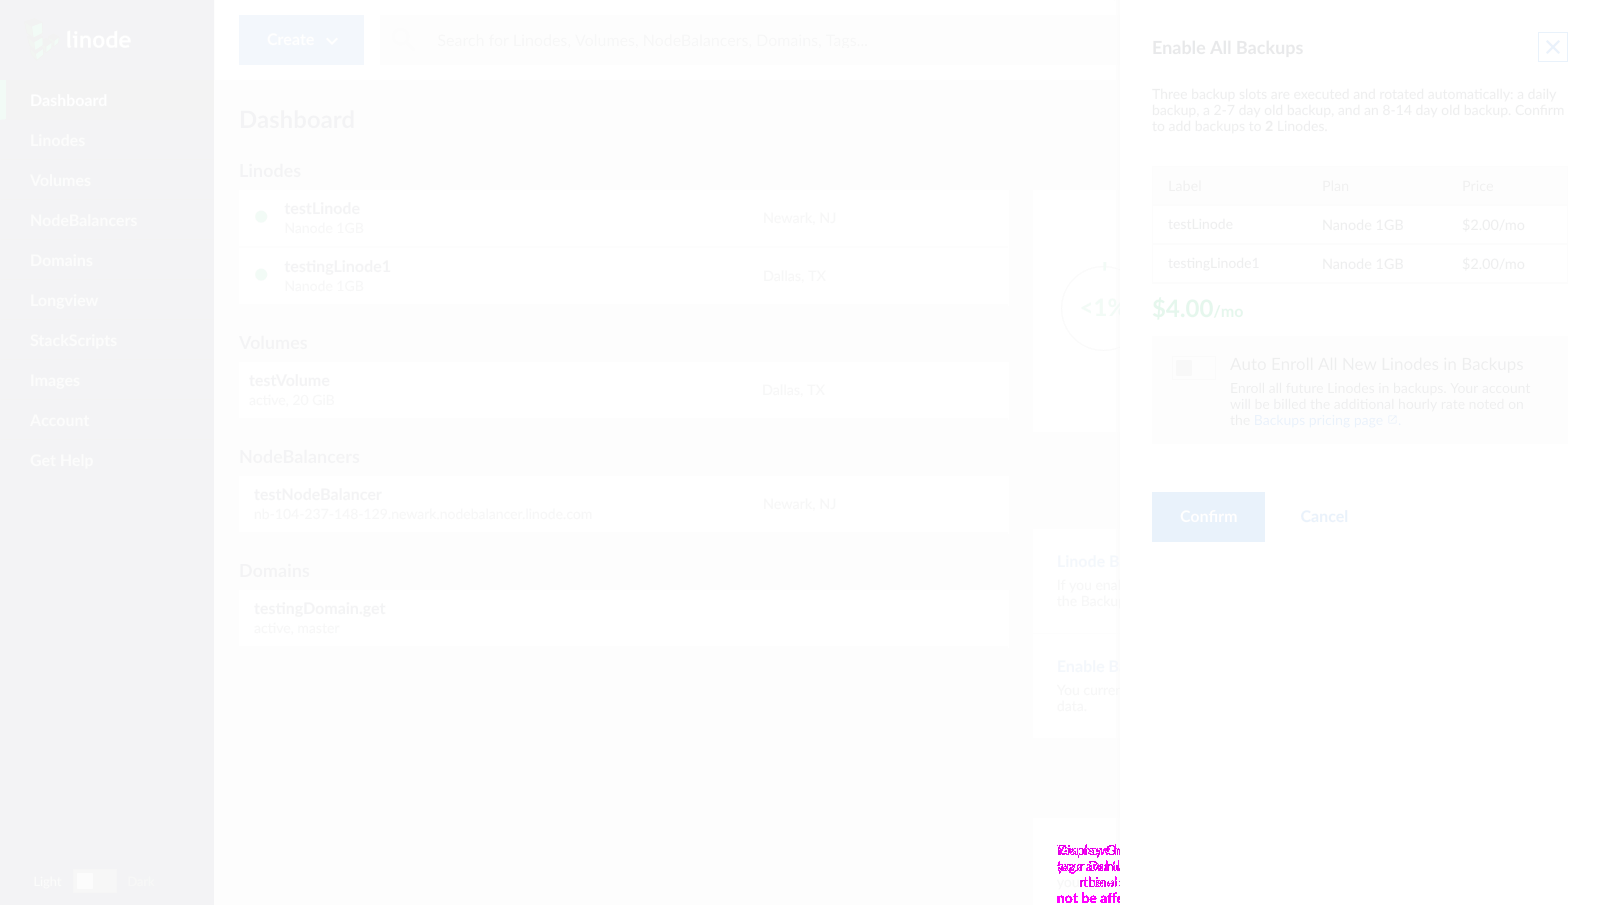 linode
Dashboard
Linodes
Volumes
NodeBalancers
Domains
Longview
StackScripts
Images
Account
Get Help
Light
Dark
Create
Search for Linodes, Volumes, NodeBalancers, Domains, Tags...
Dashboard
Linodes
testLinode
Nanode 1GB
Newark, NJ
testingLinode1
Nanode 1GB
Dallas, TX
Volumes
testVolume
active, 20 GiB
Dallas, TX
NodeBalancers
testNodeBalancer
nb-104-237-148-129.newark.nodebalancer.linode.com
Newark, NJ
Domains
testingDomain.get
active, master
<1%
Linode B
If you enab
the Backup
Enable B
You curren
data.
not be affe
Enable All Backups
Three backup slots are executed and rotated automatically: a daily
backup, a 2-7 day old backup, and an 8-14 day old backup. Confirm
to add backups to 2 Linodes.
Label Plan Price
testLinode Nanode 1GB $2.00/mo
testingLinode1 Nanode 1GB $2.00/mo
$4.00/mo
Auto Enroll All New Linodes in Backups
Enroll all future Linodes in backups. Your account
will be billed the additional hourly rate noted on
the Backups pricing page
Confirm
Cancel